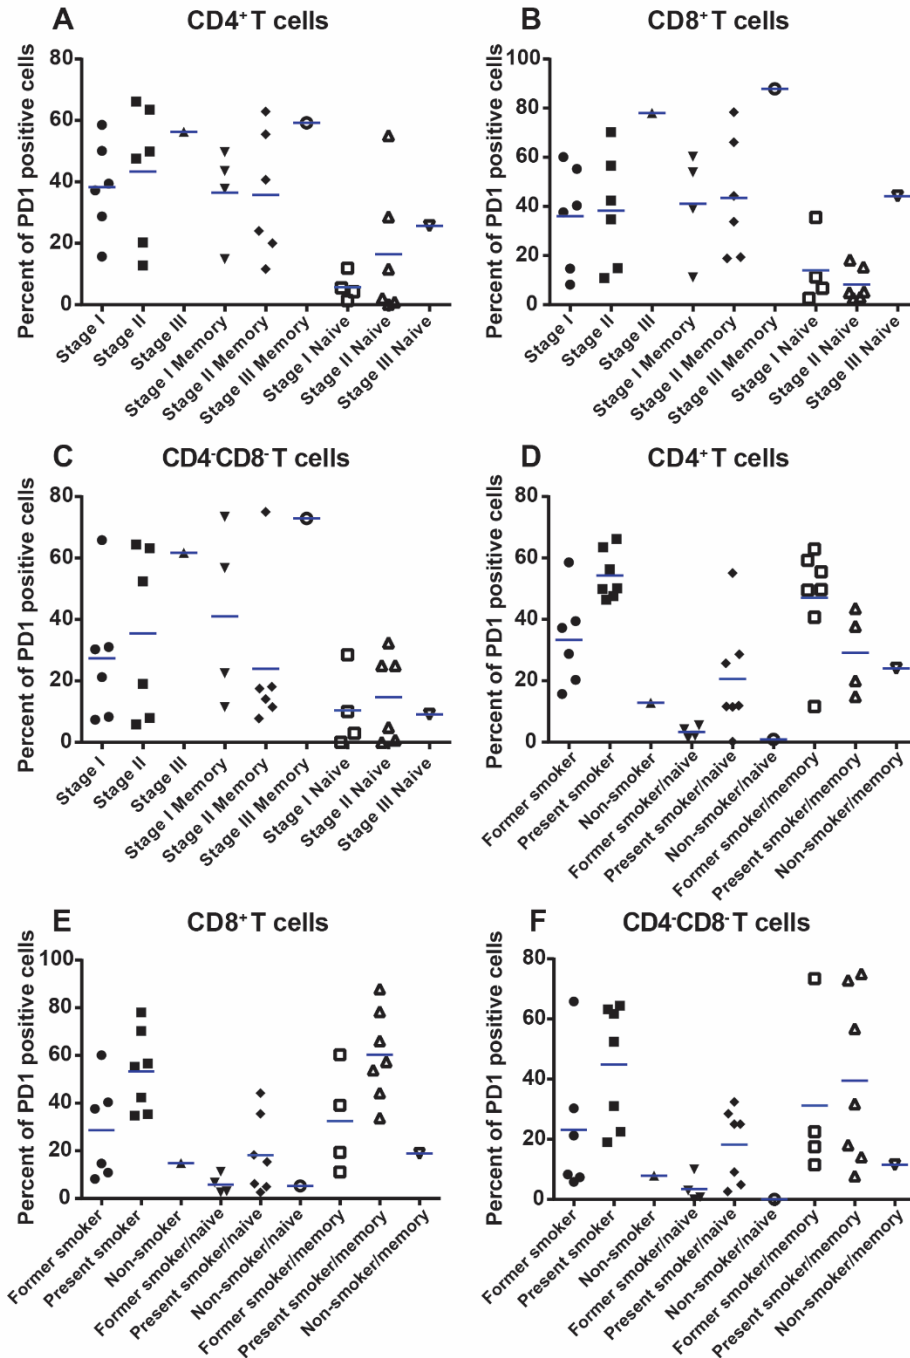 A CD4⁺ T cells
Percent of PD1 positive cells
80
60
40
20
0
Stage I
Stage II
Stage III
Stage I Memory
Stage II Memory
Stage III Memory
Stage I Naive
Stage II Naive
Stage III Naive
B CD8⁺ T cells
Percent of PD1 positive cells
100
80
60
40
20
0
Stage I
Stage II
Stage III
Stage I Memory
Stage II Memory
Stage III Memory
Stage I Naive
Stage II Naive
Stage III Naive
C CD4⁻CD8⁻ T cells
Percent of PD1 positive cells
80
60
40
20
0
Stage I
Stage II
Stage III
Stage I Memory
Stage II Memory
Stage III Memory
Stage I Naive
Stage II Naive
Stage III Naive
D CD4⁺ T cells
Percent of PD1 positive cells
80
60
40
20
0
Former smoker
Present smoker
Non-smoker
Former smoker/naive
Present smoker/naive
Non-smoker/naive
Former smoker/memory
Present smoker/memory
Non-smoker/memory
E CD8⁺ T cells
Percent of PD1 positive cells
100
80
60
40
20
0
Former smoker
Present smoker
Non-smoker
Former smoker/naive
Present smoker/naive
Non-smoker/naive
Former smoker/memory
Present smoker/memory
Non-smoker/memory
F CD4⁻CD8⁻ T cells
Percent of PD1 positive cells
80
60
40
20
0
Former smoker
Present smoker
Non-smoker
Former smoker/naive
Present smoker/naive
Non-smoker/naive
Former smoker/memory
Present smoker/memory
Non-smoker/memory